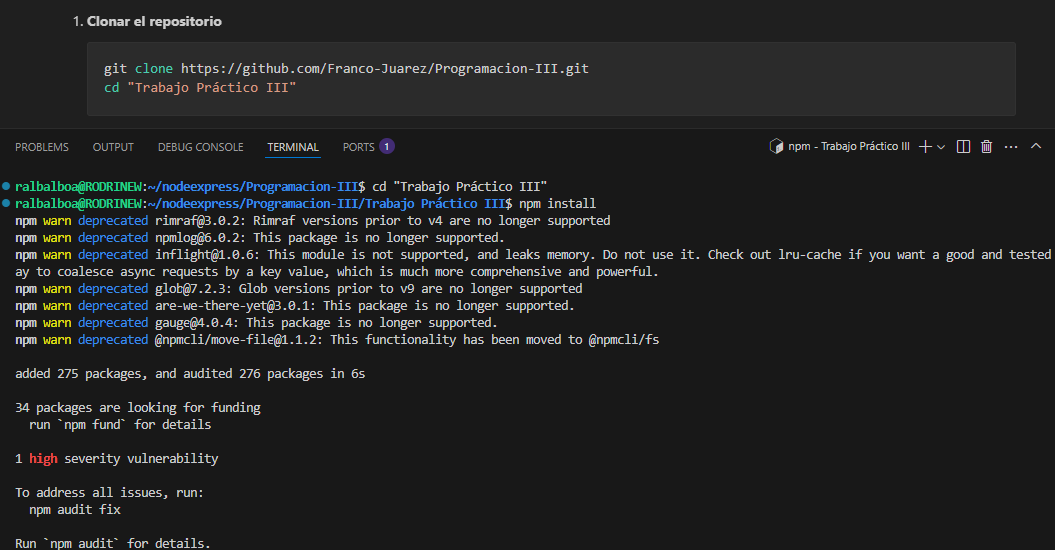 1. Clonar el repositorio
git clone https://github.com/Franco-Juarez/Programacion-III.git
cd "Trabajo Práctico III"
PROBLEMS OUTPUT DEBUG CONSOLE TERMINAL PORTS 1 npm - Trabajo Práctico III
ralbalboa@RODRINEW:~/nodeexpress/Programacion-III$ cd "Trabajo Práctico III"
ralbalboa@RODRINEW:~/nodeexpress/Programacion-III/Trabajo Práctico III$ npm install
npm warn deprecated rimraf@3.0.2: Rimraf versions prior to v4 are no longer supported
npm warn deprecated npmlog@6.0.2: This package is no longer supported.
npm warn deprecated inflight@1.0.6: This module is not supported, and leaks memory. Do not use it. Check out lru-cache if you want a good and tested
ay to coalesce async requests by a key value, which is much more comprehensive and powerful.
npm warn deprecated glob@7.2.3: Glob versions prior to v9 are no longer supported
npm warn deprecated are-we-there-yet@3.0.1: This package is no longer supported.
npm warn deprecated gauge@4.0.4: This package is no longer supported.
npm warn deprecated @npmcli/move-file@1.1.2: This functionality has been moved to @npmcli/fs
added 275 packages, and audited 276 packages in 6s
34 packages are looking for funding
run `npm fund` for details
1 high severity vulnerability
To address all issues, run:
npm audit fix
Run `npm audit` for details.